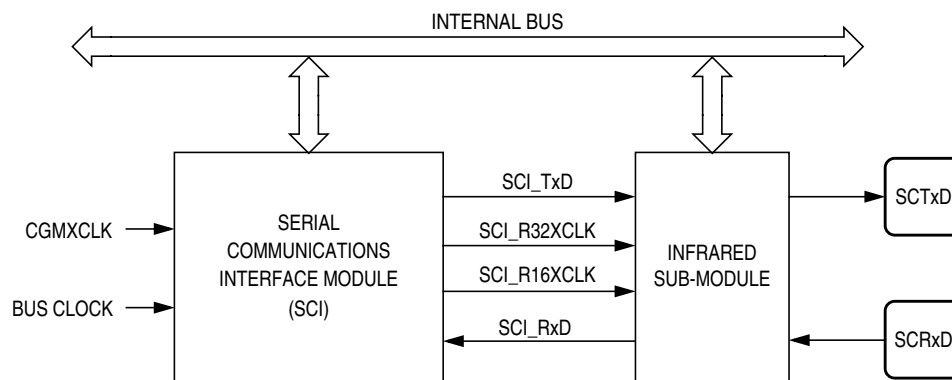 INTERNAL BUS
SCI_TxD
SCTxD
CGMXCLK
SERIAL
COMMUNICATIONS
INTERFACE MODULE
(SCI)
SCI_R32XCLK
INFRARED
SUB-MODULE
SCI_R16XCLK
BUS CLOCK
SCI_RxD
SCRxD